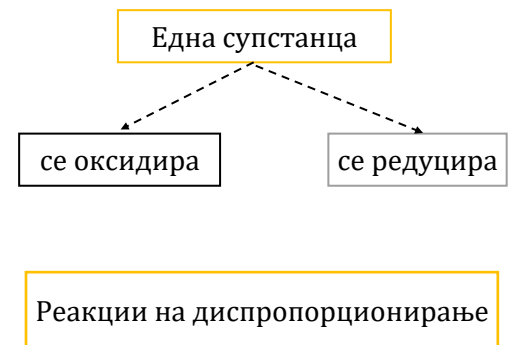 Една супстанца
се оксидира
се редуцира
Реакции на диспропорционирање